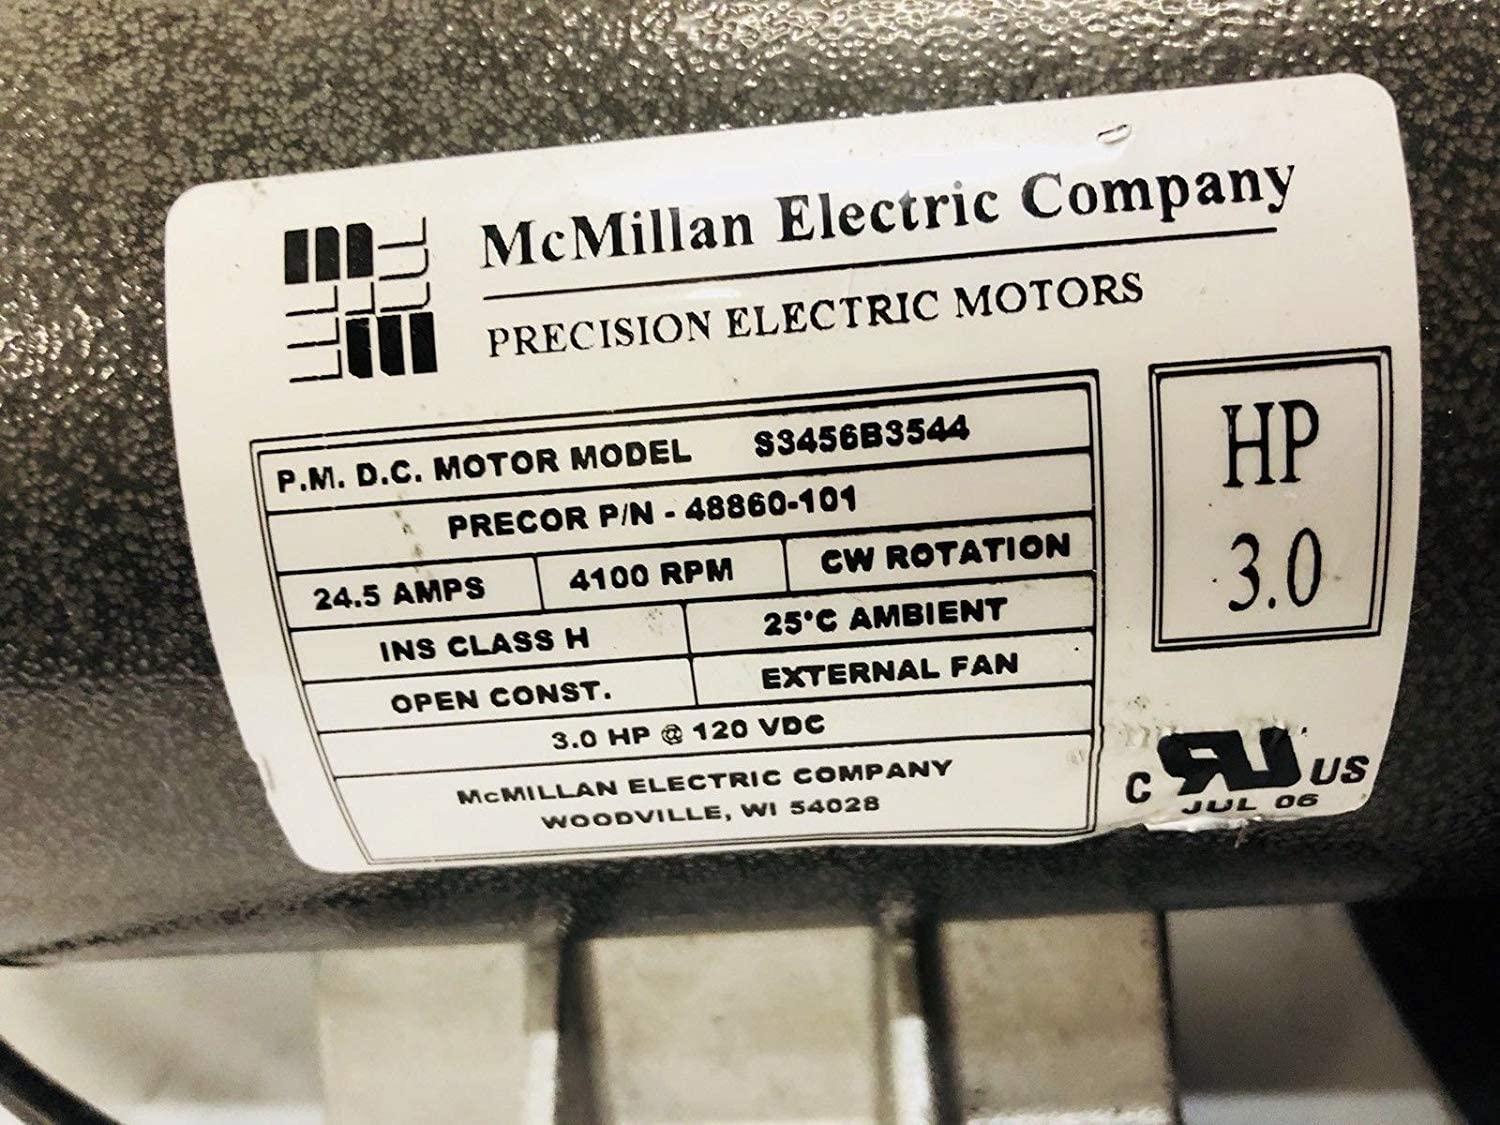 McMillan Electric Company
PRECISION ELECTRIC MOTORS
P.M. D.C. MOTOR MODEL S3456B3544
PRECOR P/N - 48860-101
24.5 AMPS 4100 RPM CW ROTATION
INS CLASS H 25°C AMBIENT
OPEN CONST. EXTERNAL FAN
3.0 HP @ 120 VDC
McMILLAN ELECTRIC COMPANY
WOODVILLE, WI 54028
HP
3.0
C RU US
JUL 06